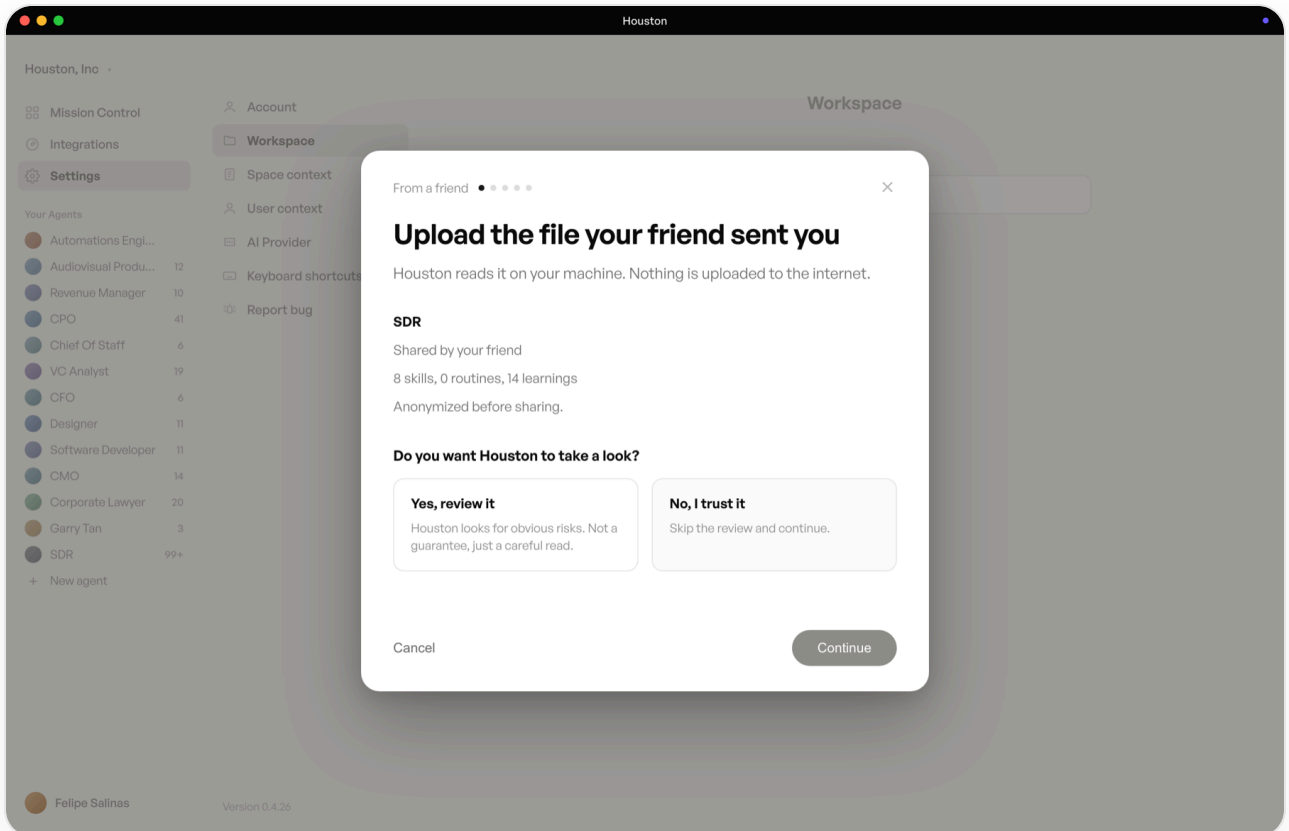 Houston
Houston, Inc
Mission Control
Integrations
Settings
Your Agents
Automations Engi...
Audiovisual Produ... 12
Revenue Manager 10
CPO 41
Chief Of Staff 6
VC Analyst 19
CFO 6
Designer 11
Software Developer 11
CMO 14
Corporate Lawyer 20
Garry Tan 3
SDR 99+
+ New agent
Felipe Salinas
Account
Workspace
Space context
User context
AI Provider
Keyboard shortcuts
Report bug
Version 0.4.26
Workspace
From a friend
Upload the file your friend sent you
Houston reads it on your machine. Nothing is uploaded to the internet.
SDR
Shared by your friend
8 skills, 0 routines, 14 learnings
Anonymized before sharing.
Do you want Houston to take a look?
Yes, review it
Houston looks for obvious risks. Not a
guarantee, just a careful read.
No, I trust it
Skip the review and continue.
Cancel
Continue